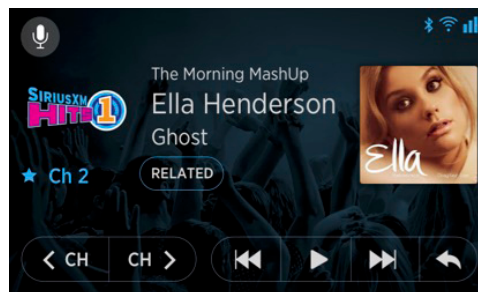 The Morning MashUp
SIRIUSXM
HITS 1
Ella Henderson
Ghost
Ella
Ch 2
RELATED
CH
CH